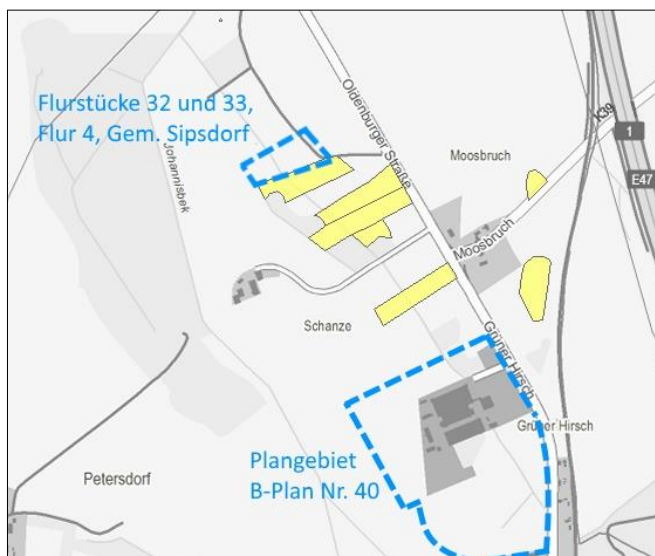 Flurstücke 32 und 33,
Flur 4, Gem. Sipsdorf
Oldenburger Straße
K39
1
E47
Johannisbek
Moosbruch
Moosbruch
Schanze
Grüner Hirsch
Grüner Hirsch
Petersdorf
Plangebiet
B-Plan Nr. 40